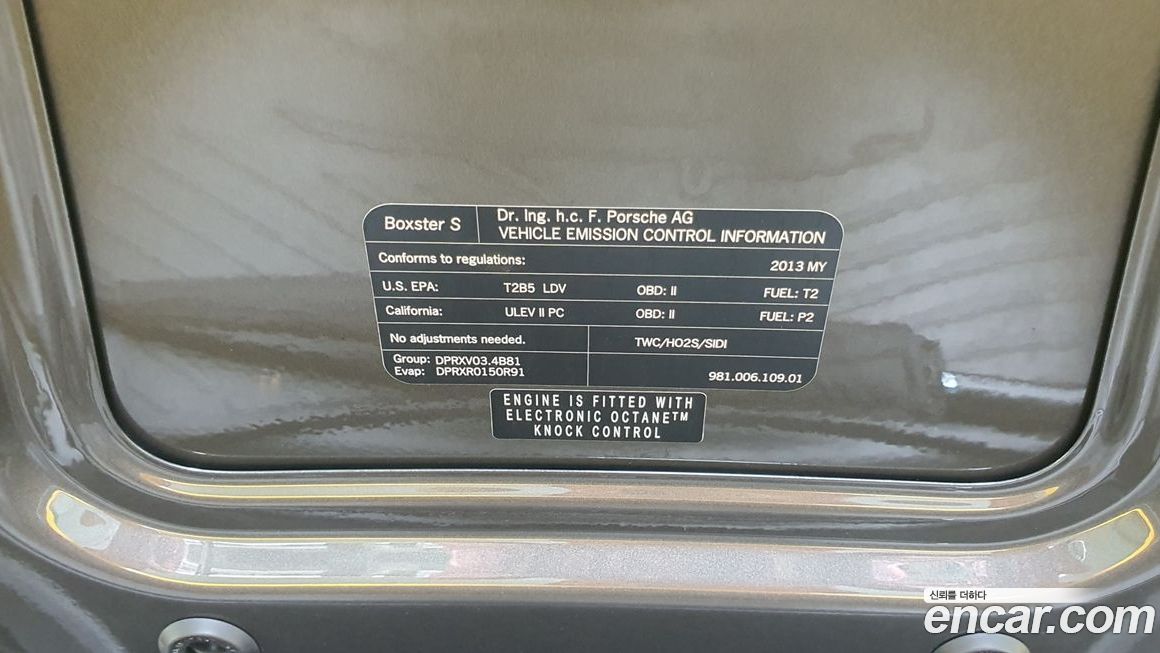 Boxster S
Dr. Ing. h.c. F. Porsche AG
VEHICLE EMISSION CONTROL INFORMATION
Conforms to regulations: 2013 MY
U.S. EPA: T2B5 LDV OBD: II FUEL: T2
California: ULEV II PC OBD: II FUEL: P2
No adjustments needed. TWC/HO2S/SIDI
Group: DPRXV03.4B81
Evap: DPRXR0150R91
981.006.109.01
ENGINE IS FITTED WITH
ELECTRONIC OCTANE™
KNOCK CONTROL
신뢰를 더하다
encar.com